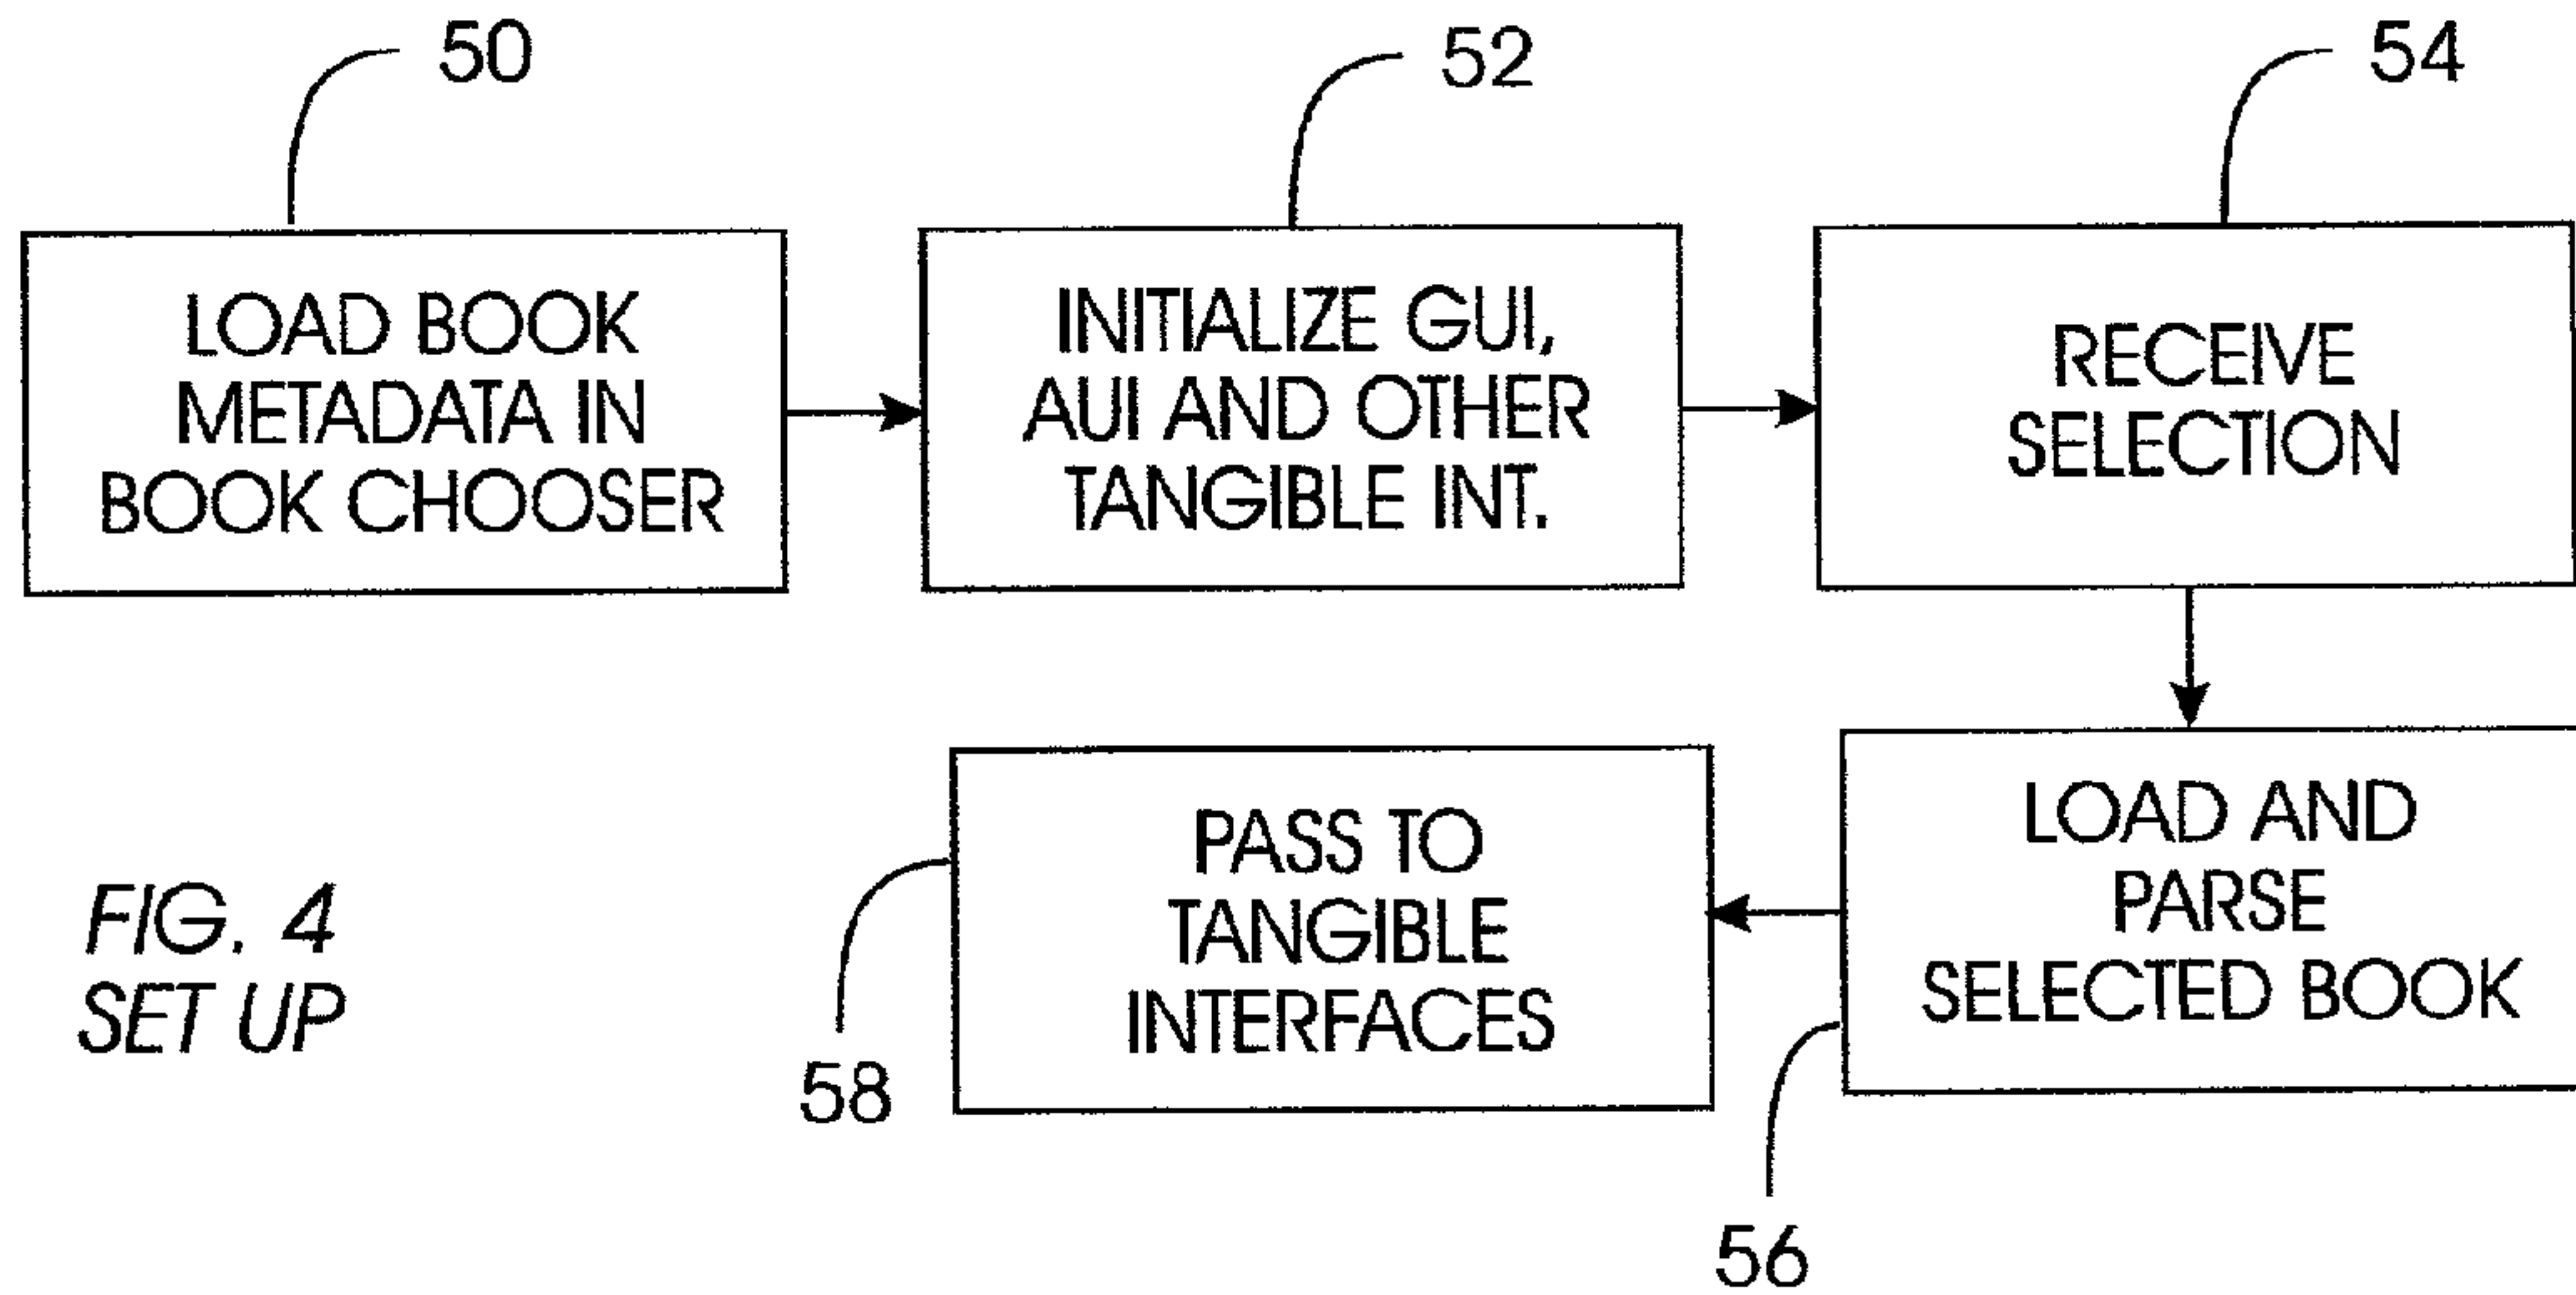 50
52
54
LOAD BOOK
METADATA IN
BOOK CHOOSER
INITIALIZE GUI,
AUI AND OTHER
TANGIBLE INT.
RECEIVE
SELECTION
LOAD AND
PARSE
SELECTED BOOK
56
PASS TO
TANGIBLE
INTERFACES
58
FIG. 4
SET UP